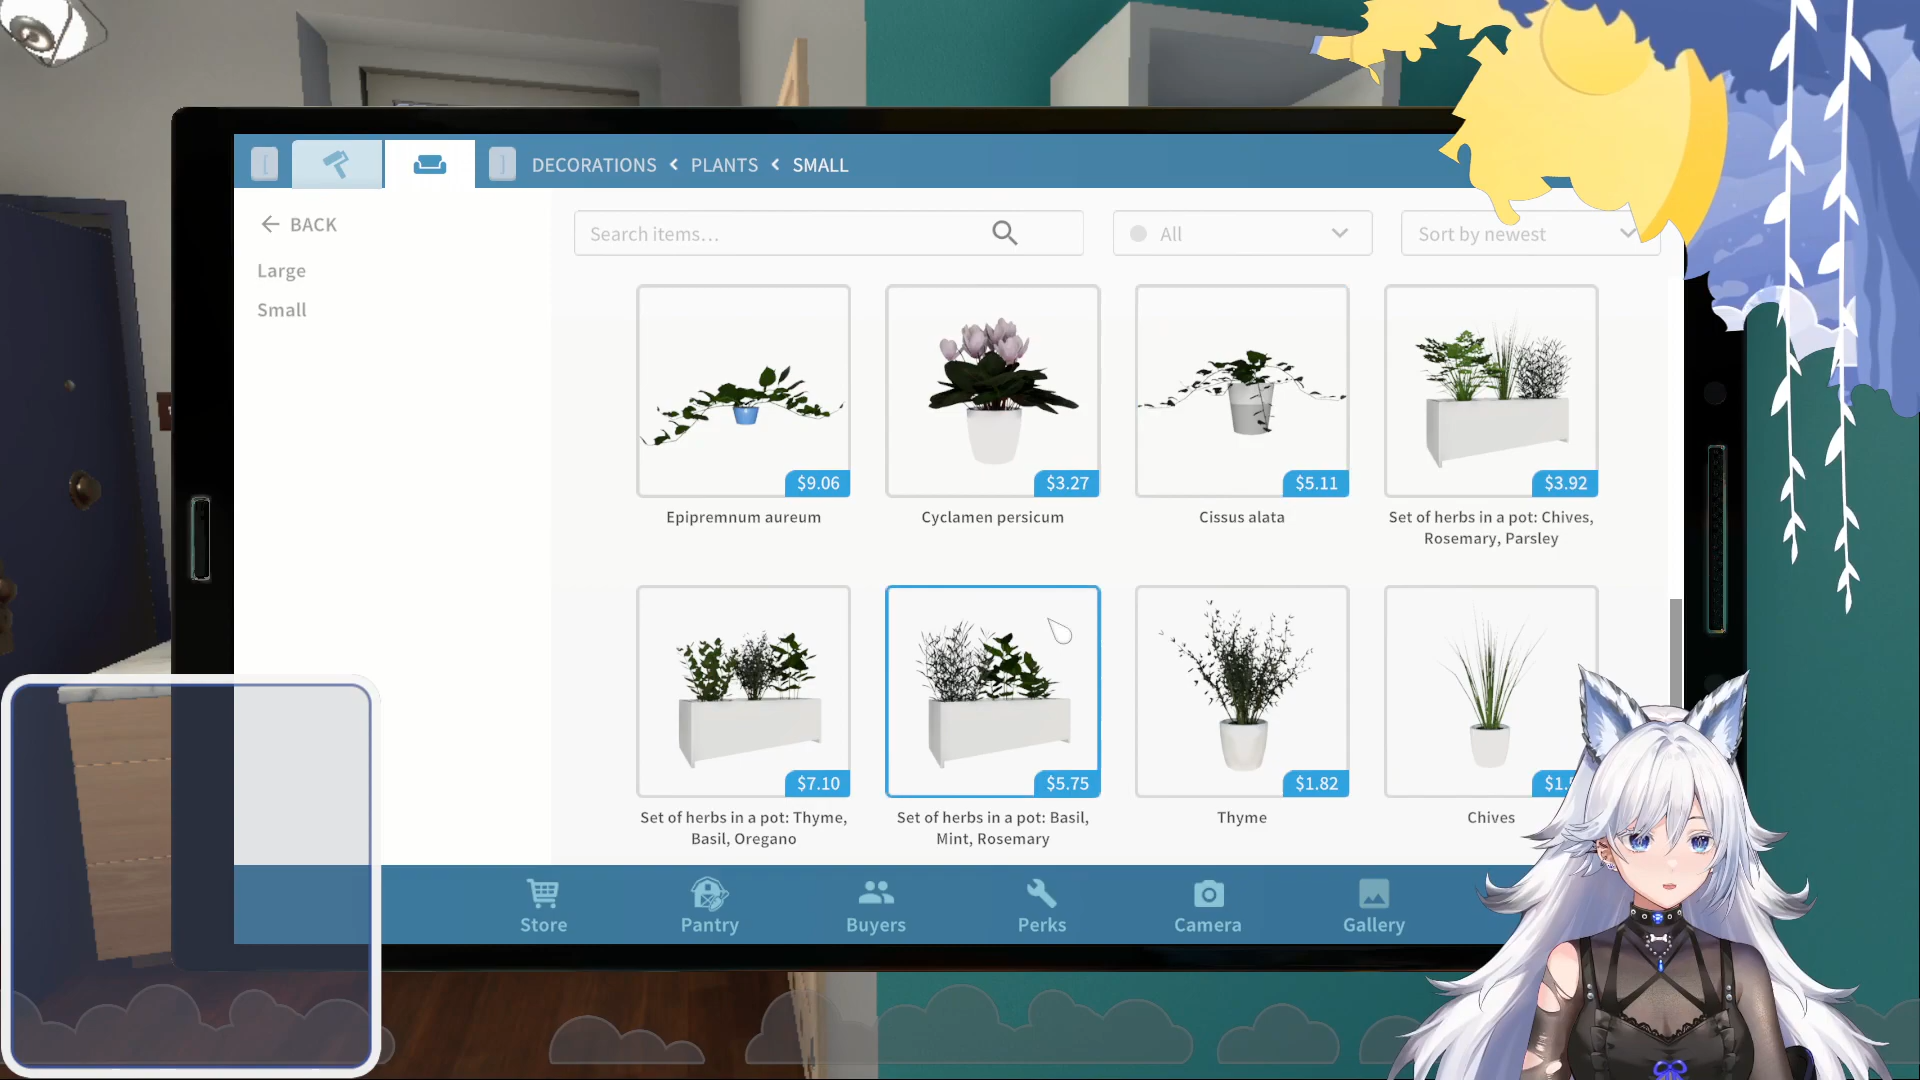 [
]
DECORATIONS < PLANTS < SMALL
BACK
Large
Small
Search items...
All
Sort by newest
$9.06
$3.27
$5.11
$3.92
Epipremnum aureum
Cyclamen persicum
Cissus alata
Set of herbs in a pot: Chives,
Rosemary, Parsley
$7.10
$5.75
$1.82
Set of herbs in a pot: Thyme,
Basil, Oregano
Set of herbs in a pot: Basil,
Mint, Rosemary
Thyme
Chives
Store
Pantry
Buyers
Perks
Camera
Gallery